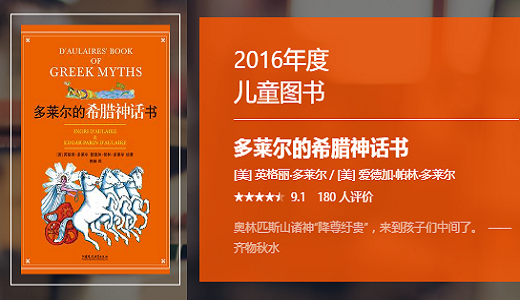 D'AULAIRES' BOOK
OF
GREEK MYTHS
多莱尔的希腊神话书
INGRI D'AULAIRE
&
EDGAR PARIN D'AULAIRE
2016年度
儿童图书
多莱尔的希腊神话书
[美] 英格丽·多莱尔 / [美] 爱德加·帕林·多莱尔
9.1 180 人评价
奥林匹斯山诸神“降尊纡贵”，来到孩子们中间了。 ——
齐物秋水